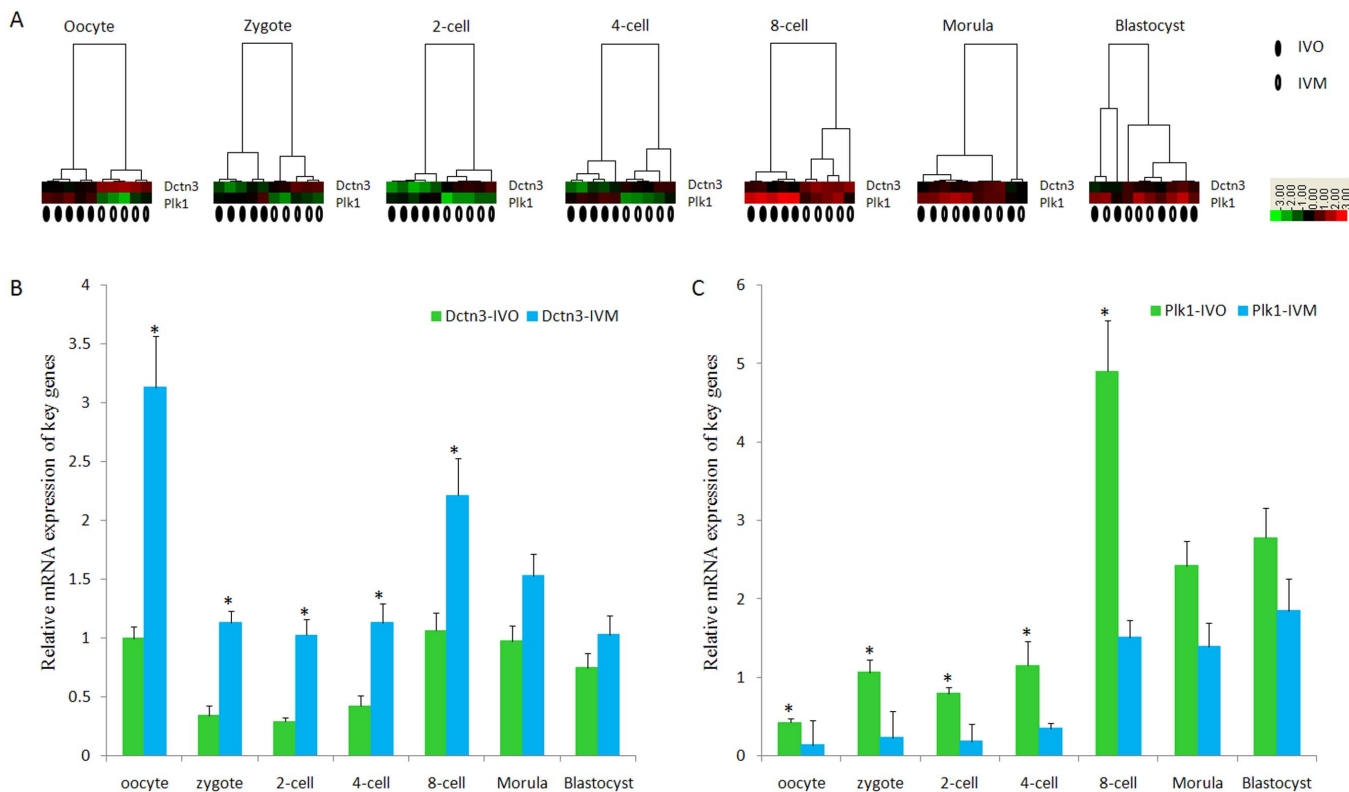 A
Oocyte Zygote 2-cell 4-cell 8-cell Morula Blastocyst
IVO
IVM
Dctn3 Dctn3 Dctn3 Dctn3 Dctn3 Dctn3 Dctn3
Plk1 Plk1 Plk1 Plk1 Plk1 Plk1 Plk1
-3.00 -2.00 -1.00 0.00 1.00 2.00 3.00
B
Relative mRNA expression of key genes
4
3.5
3
2.5
2
1.5
1
0.5
0
Dctn3-IVO Dctn3-IVM
* * * * *
oocyte zygote 2-cell 4-cell 8-cell Morula Blastocyst
C
Relative mRNA expression of key genes
6
5
4
3
2
1
0
Plk1-IVO Plk1-IVM
* * * * *
oocyte zygote 2-cell 4-cell 8-cell Morula Blastocyst